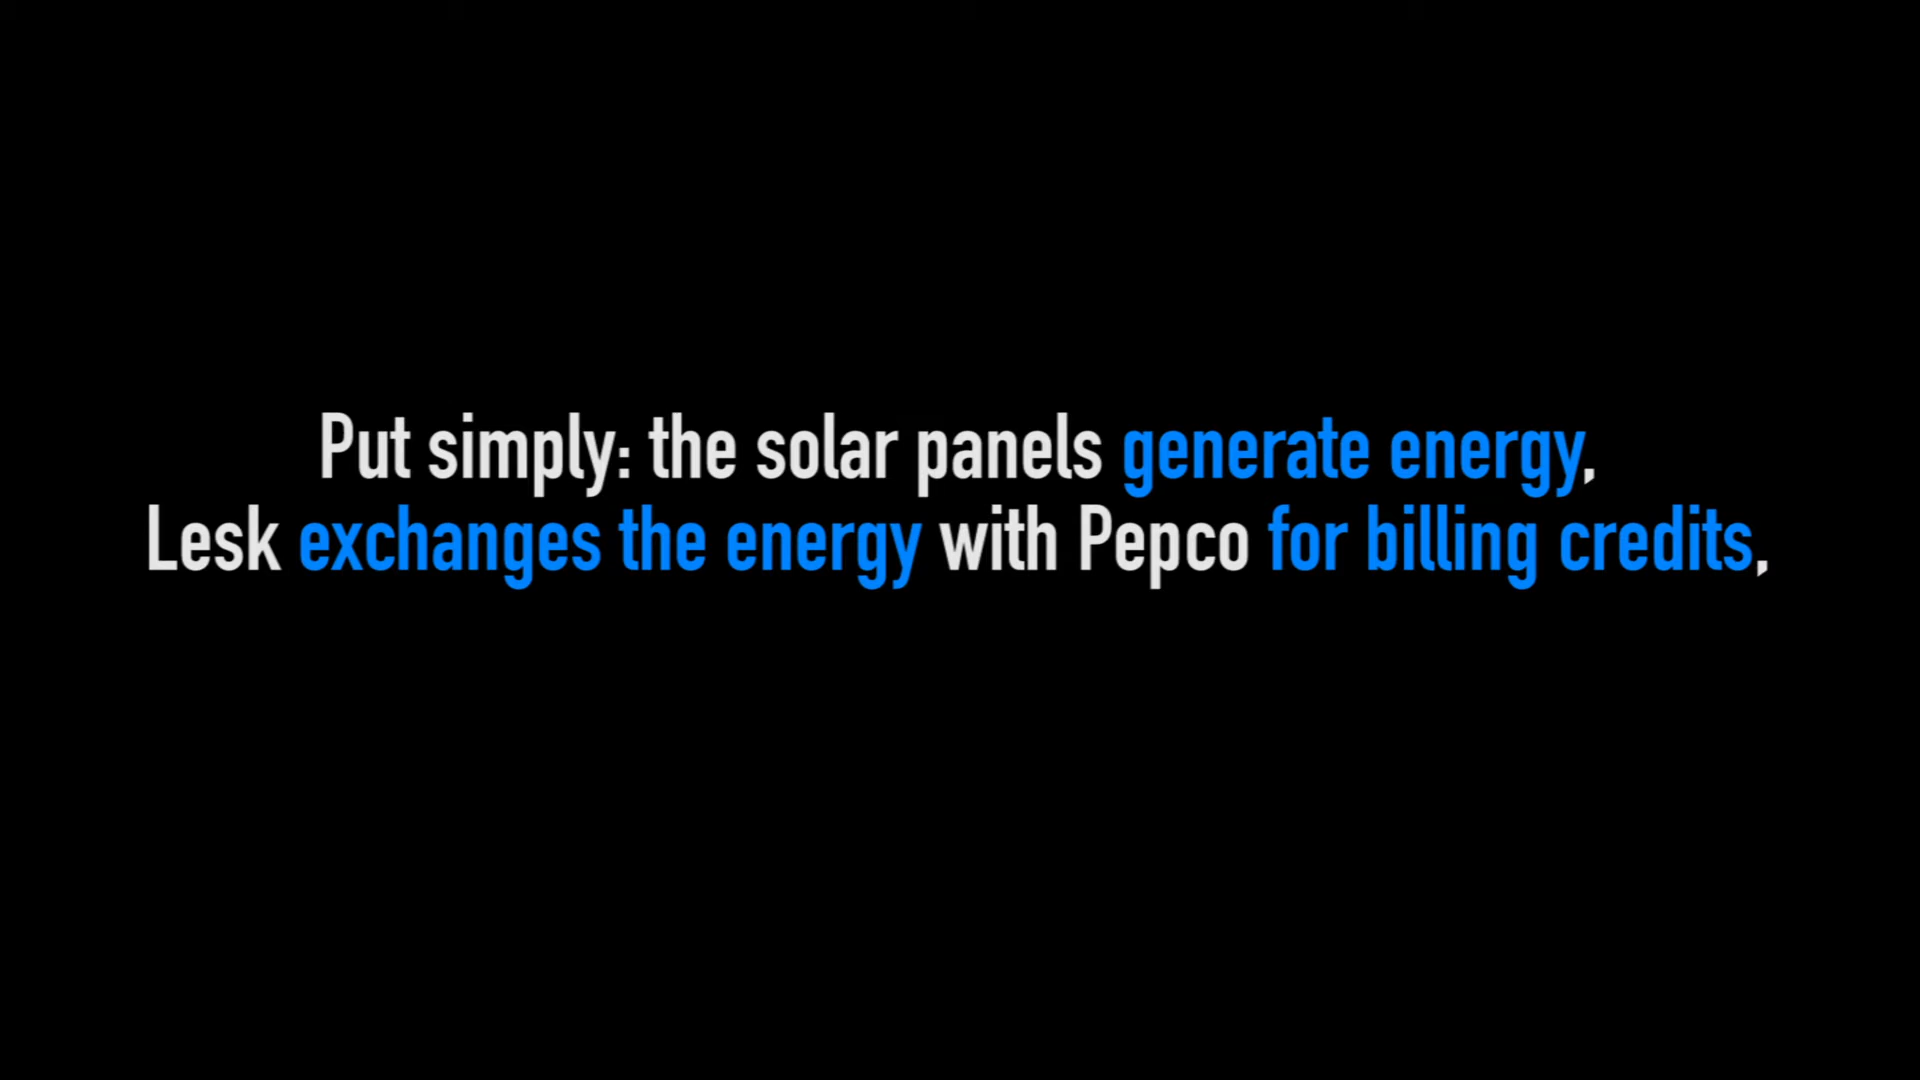 Put simply: the solar panels generate energy,
Lesk exchanges the energy with Pepco for billing credits,